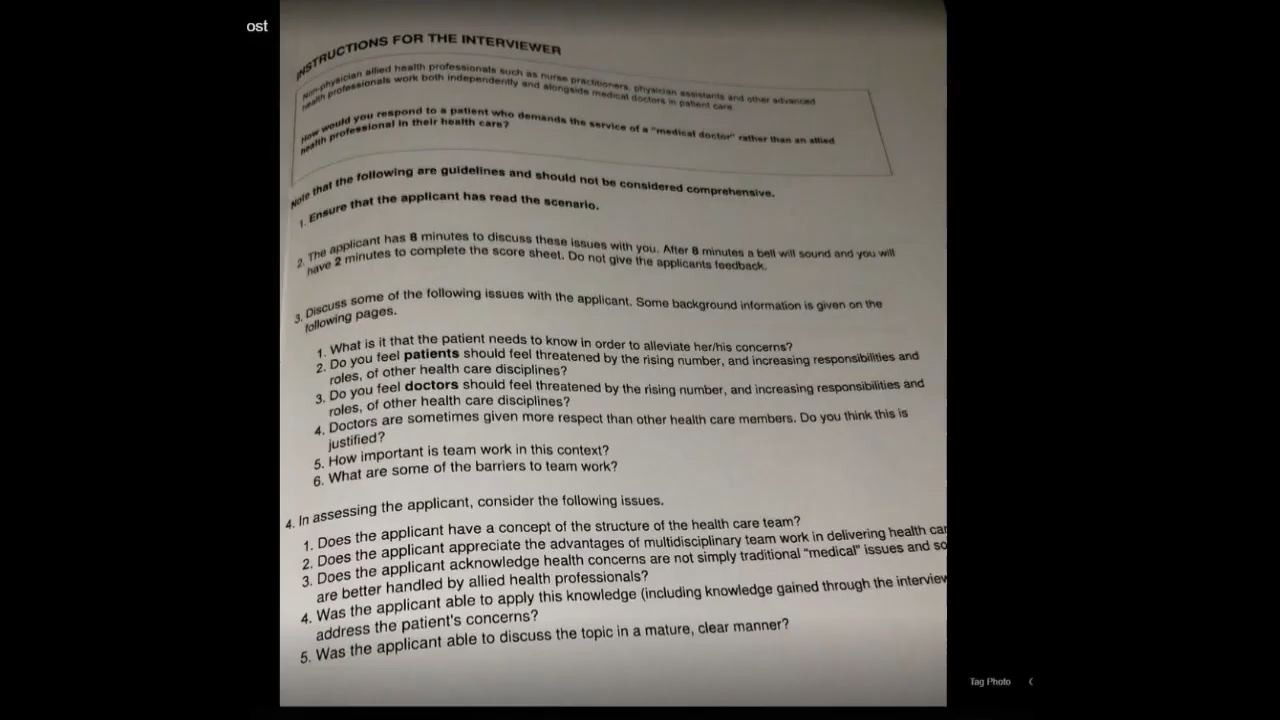 ost
INSTRUCTIONS FOR THE INTERVIEWER
Non-physician allied health professionals such as nurse practitioners, physician assistants and other advanced
health professionals work both independently and alongside medical doctors in patient care.
How would you respond to a patient who demands the service of a "medical doctor" rather than an allied
health professional in their health care?
Note that the following are guidelines and should not be considered comprehensive.
1. Ensure that the applicant has read the scenario.
2. The applicant has 8 minutes to discuss these issues with you. After 8 minutes a bell will sound and you will
have 2 minutes to complete the score sheet. Do not give the applicants feedback.
3. Discuss some of the following issues with the applicant. Some background information is given on the
following pages.
1. What is it that the patient needs to know in order to alleviate her/his concerns?
2. Do you feel patients should feel threatened by the rising number, and increasing responsibilities and
roles, of other health care disciplines?
3. Do you feel doctors should feel threatened by the rising number, and increasing responsibilities and
roles, of other health care disciplines?
4. Doctors are sometimes given more respect than other health care members. Do you think this is
justified?
5. How important is team work in this context?
6. What are some of the barriers to team work?
4. In assessing the applicant, consider the following issues.
1. Does the applicant have a concept of the structure of the health care team?
2. Does the applicant appreciate the advantages of multidisciplinary team work in delivering health car
3. Does the applicant acknowledge health concerns are not simply traditional "medical" issues and so
are better handled by allied health professionals?
4. Was the applicant able to apply this knowledge (including knowledge gained through the interview
address the patient's concerns?
5. Was the applicant able to discuss the topic in a mature, clear manner?
Tag Photo